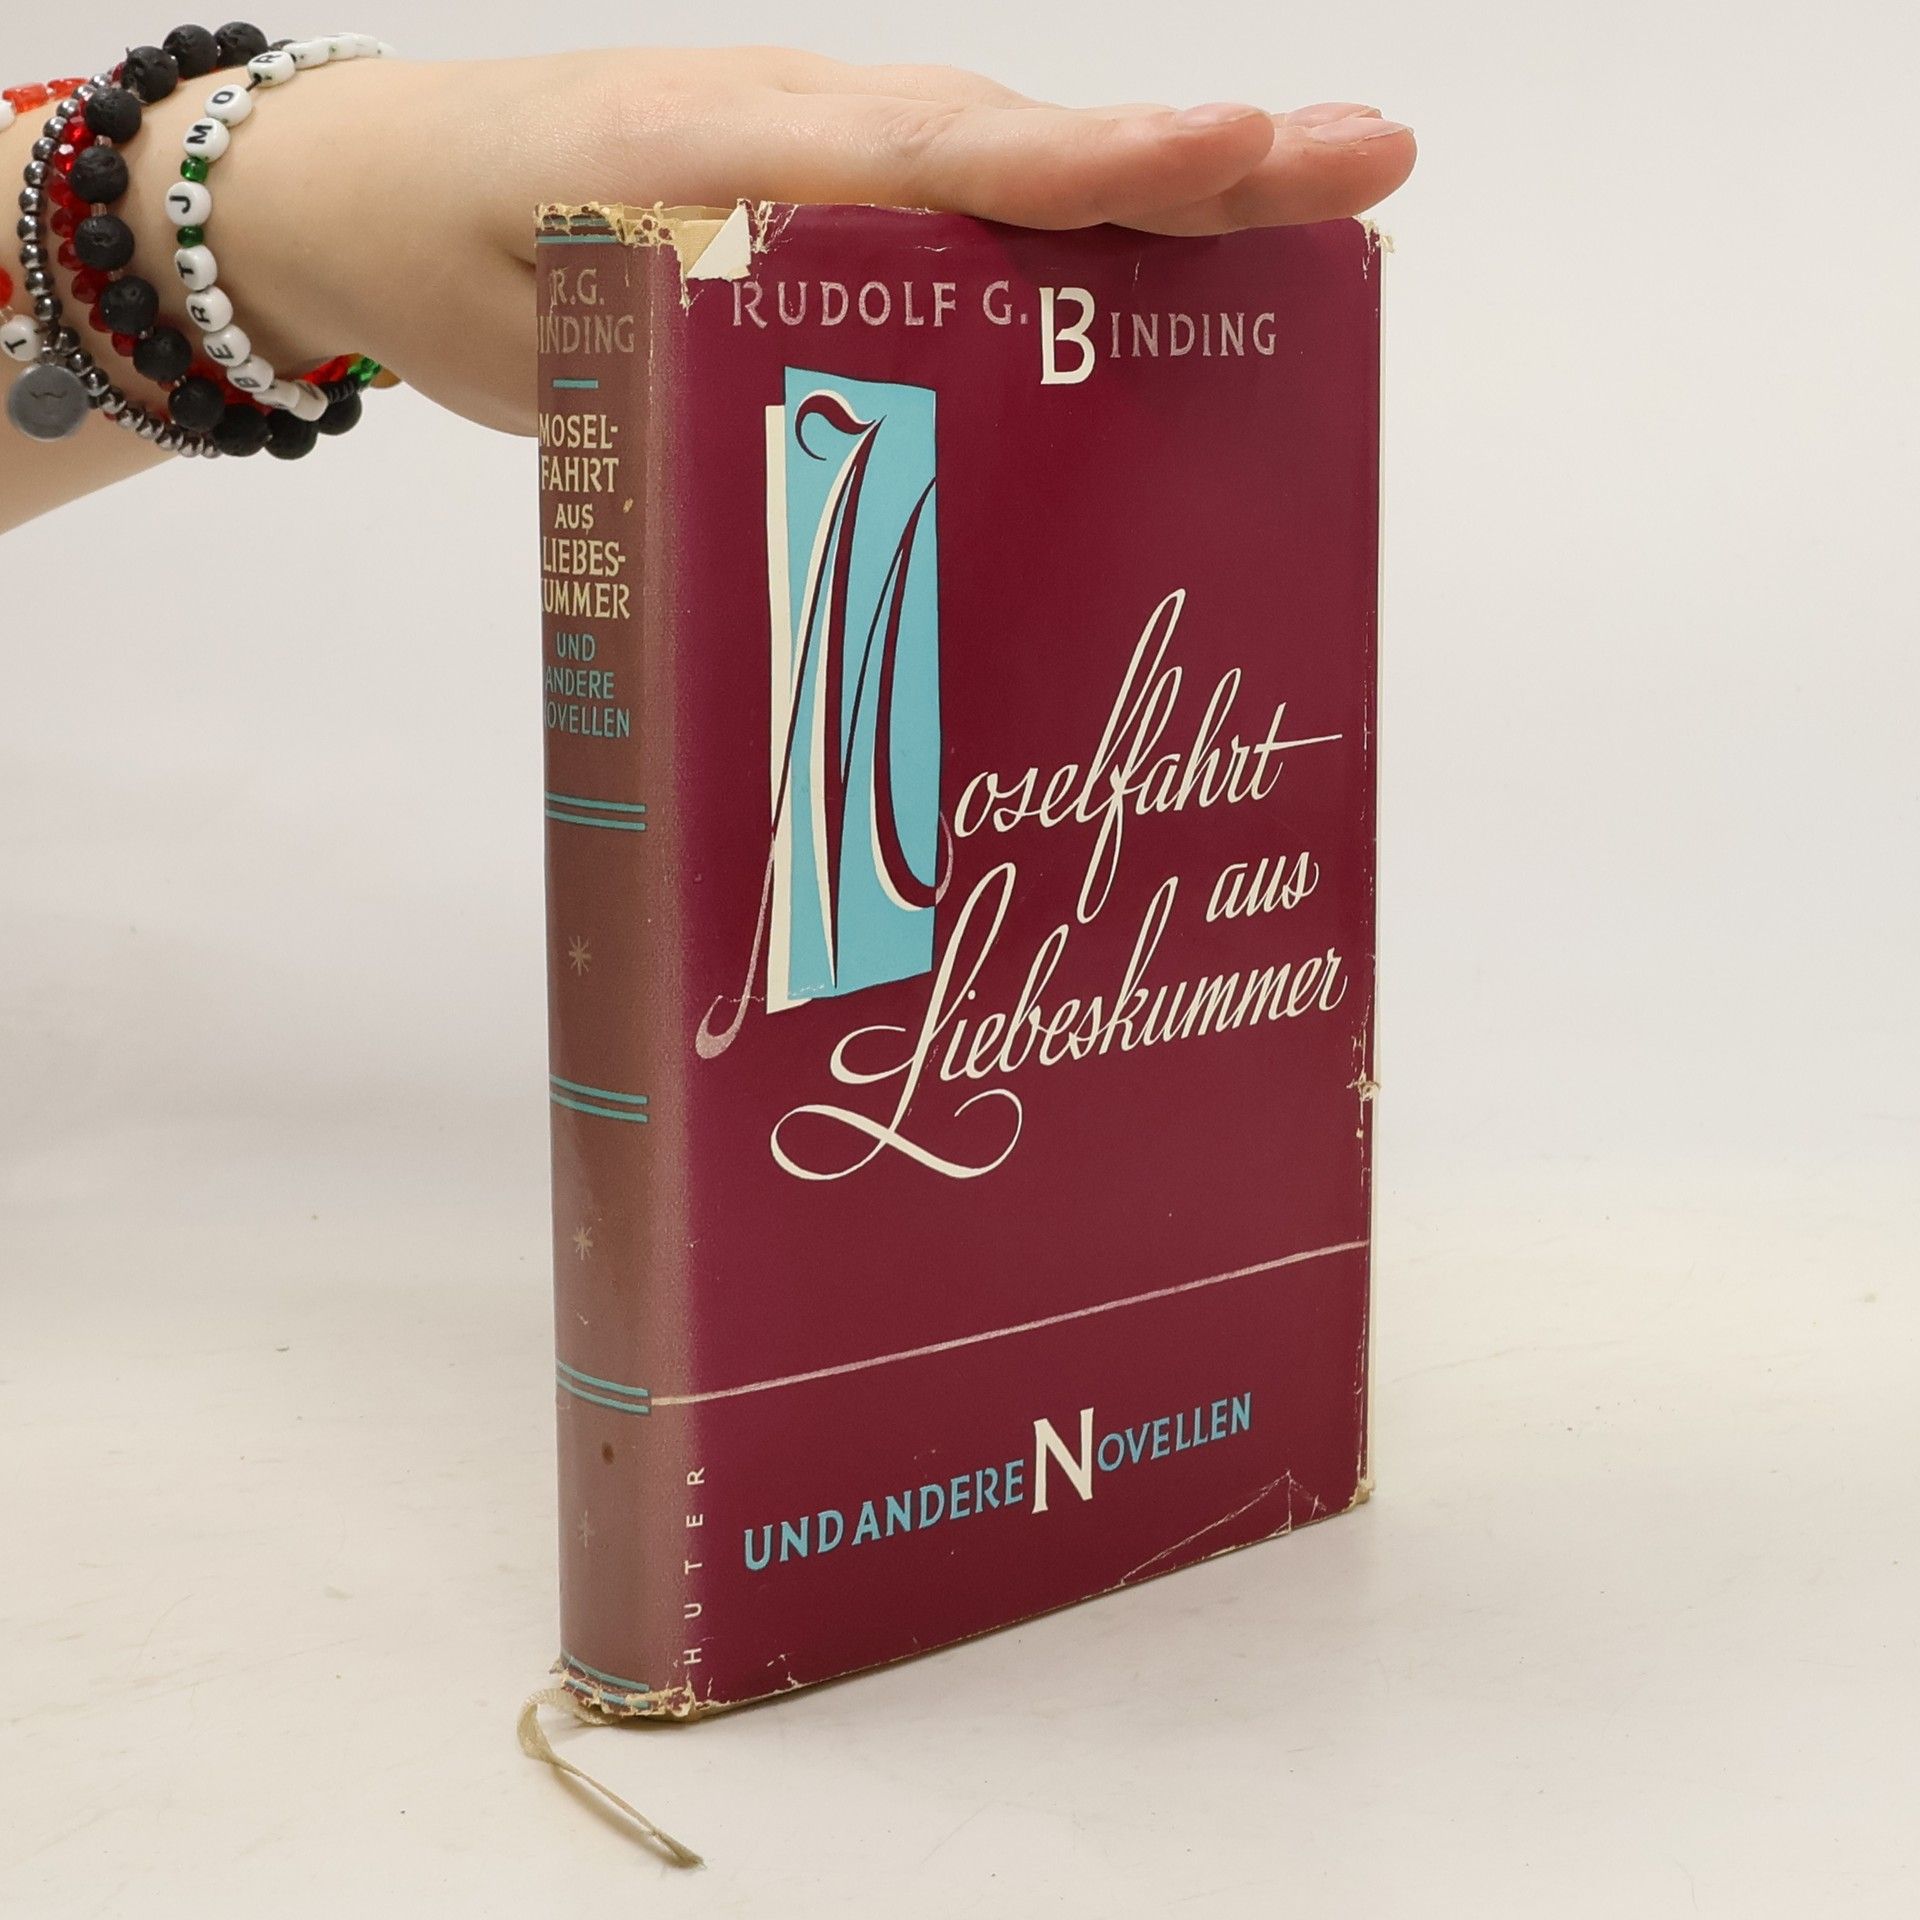 RUDOLF G. BINDING
Moselfahrt
aus
Liebeskummer
UND ANDERE NOVELLEN
HUTER
R.G.
BINDING
MOSEL-
FAHRT
AUS
LIEBES-
KUMMER
UND
ANDERE
NOVELLEN